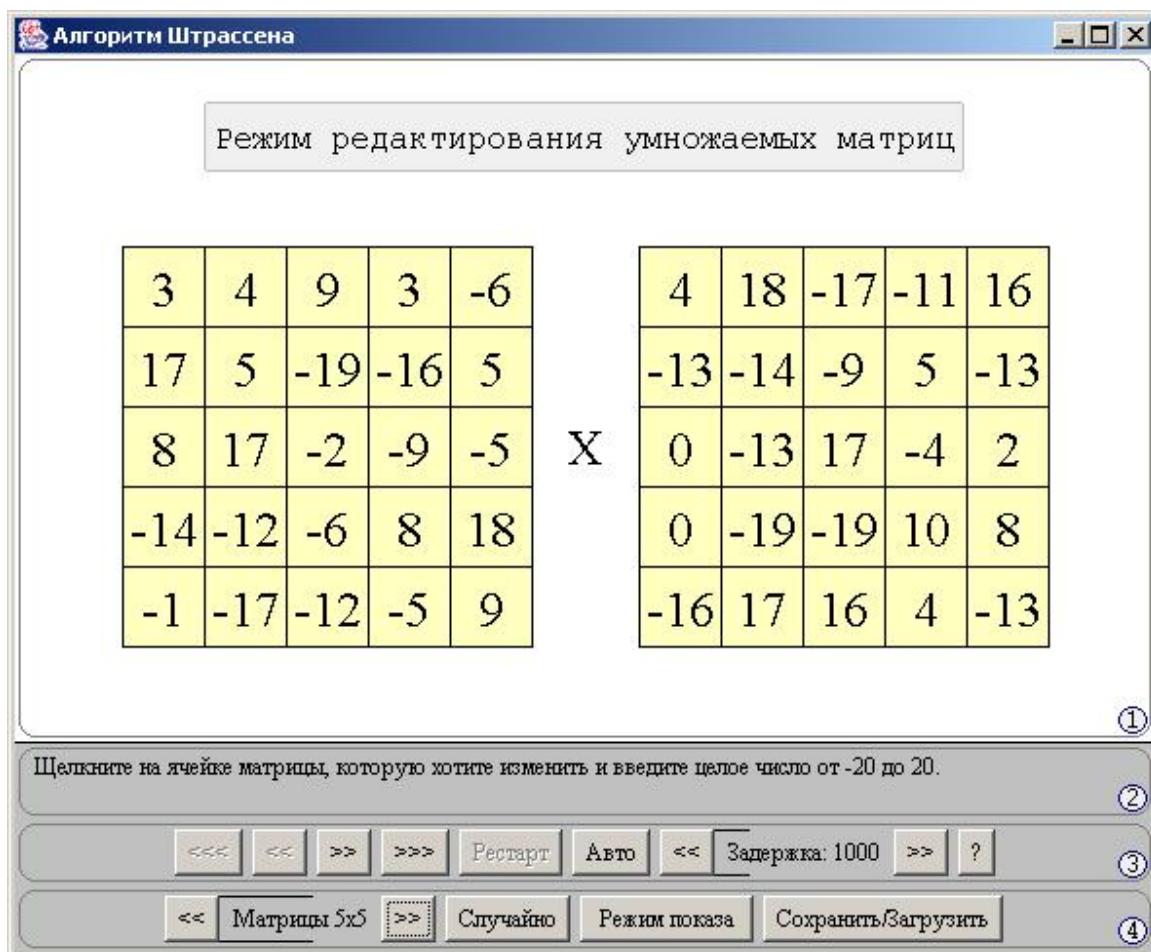 Алгоритм Штрассена
Режим редактирования умножаемых матриц
3 4 9 3 -6 4 18 -17 -11 16
17 5 -19 -16 5 -13 -14 -9 5 -13
8 17 -2 -9 -5 X 0 -13 17 -4 2
-14 -12 -6 8 18 0 -19 -19 10 8
-1 -17 -12 -5 9 -16 17 16 4 -13
1
Щелкните на ячейке матрицы, которую хотите изменить и введите целое число от -20 до 20.
2
<<< << >> >>> Рестарт Авто << Задержка: 1000 >> ? 3
<< Матрицы 5x5 >> Случайно Режим показа Сохранить/Загрузить 4